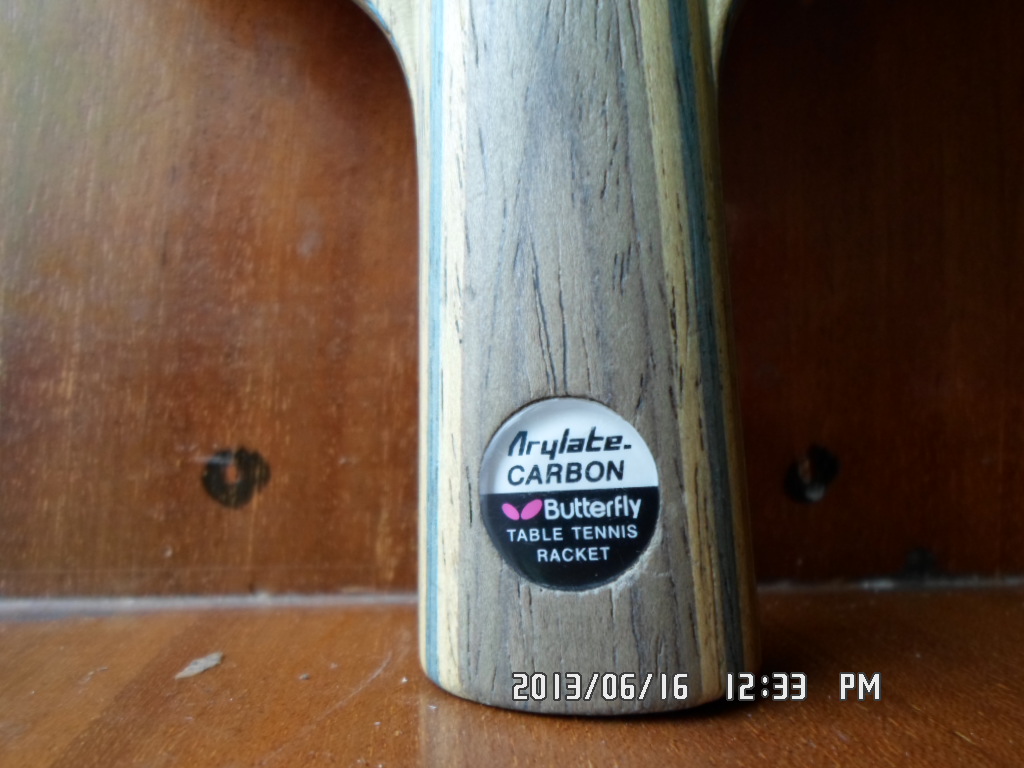 Arylate.
CARBON
Butterfly
TABLE TENNIS
RACKET
2013/06/16 12:33 PM